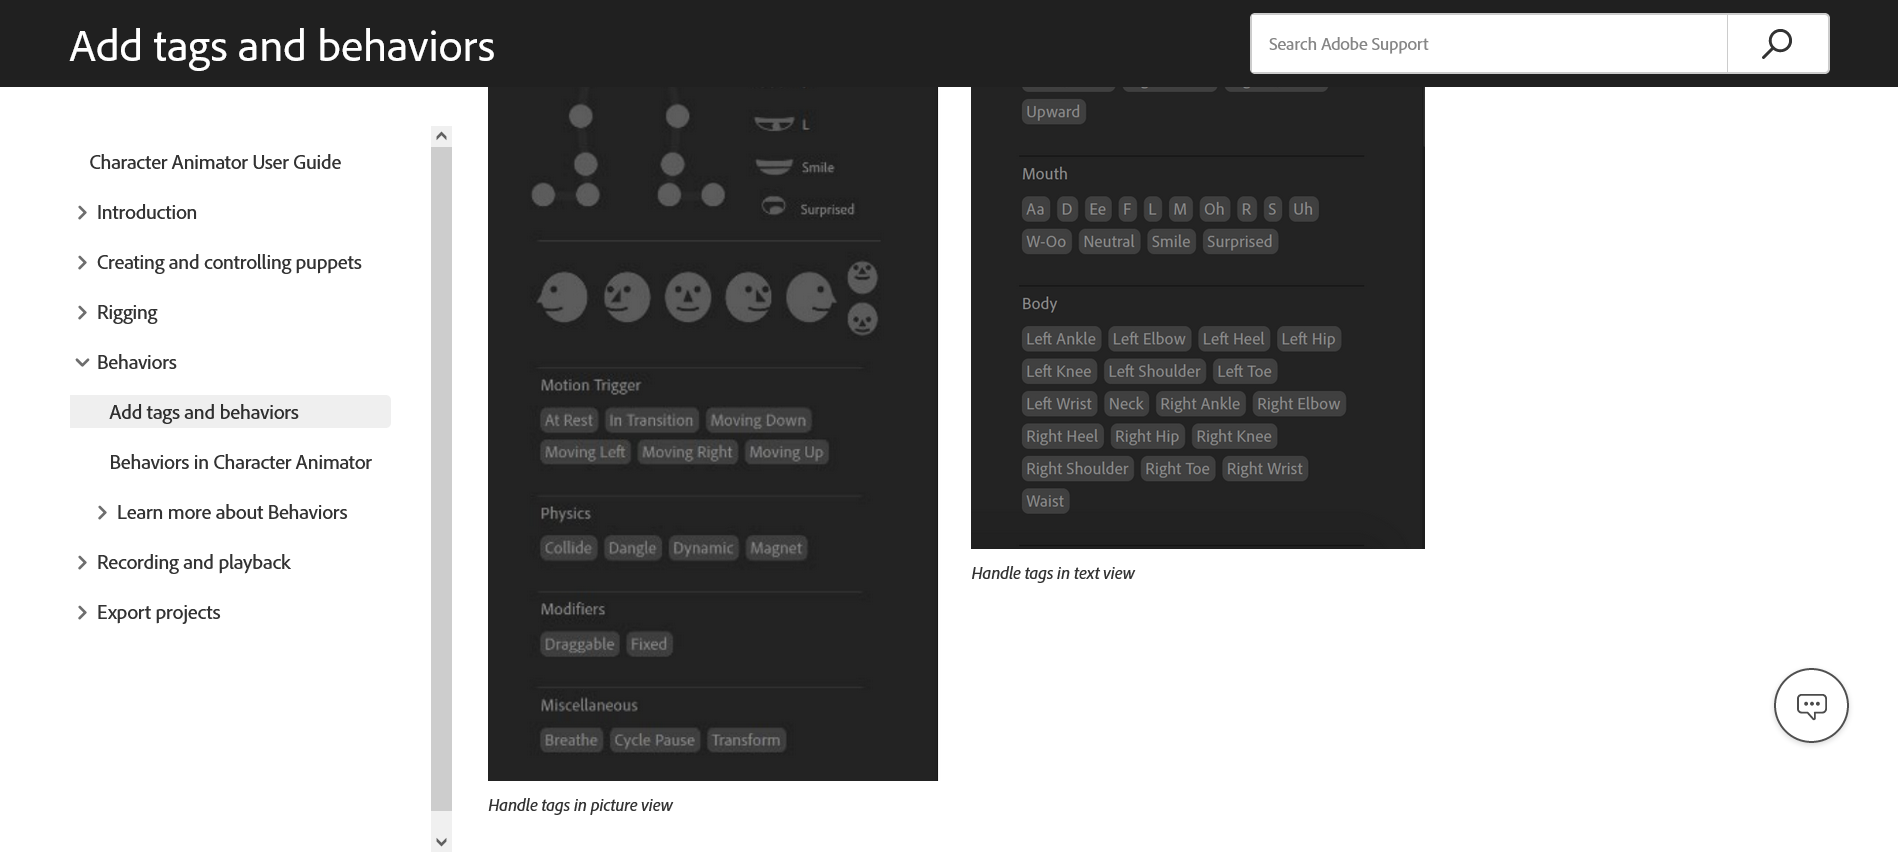 Add tags and behaviors
Search Adobe Support
Character Animator User Guide
Introduction
Creating and controlling puppets
Rigging
Behaviors
Add tags and behaviors
Behaviors in Character Animator
Learn more about Behaviors
Recording and playback
Export projects
L
Smile
Surprised
Motion Trigger
At Rest In Transition Moving Down
Moving Left Moving Right Moving Up
Physics
Collide Dangle Dynamic Magnet
Modifiers
Draggable Fixed
Miscellaneous
Breathe Cycle Pause Transform
Handle tags in picture view
Upward
Mouth
Aa D Ee F L M Oh R S Uh
W-Oo Neutral Smile Surprised
Body
Left Ankle Left Elbow Left Heel Left Hip
Left Knee Left Shoulder Left Toe
Left Wrist Neck Right Ankle Right Elbow
Right Heel Right Hip Right Knee
Right Shoulder Right Toe Right Wrist
Waist
Handle tags in text view